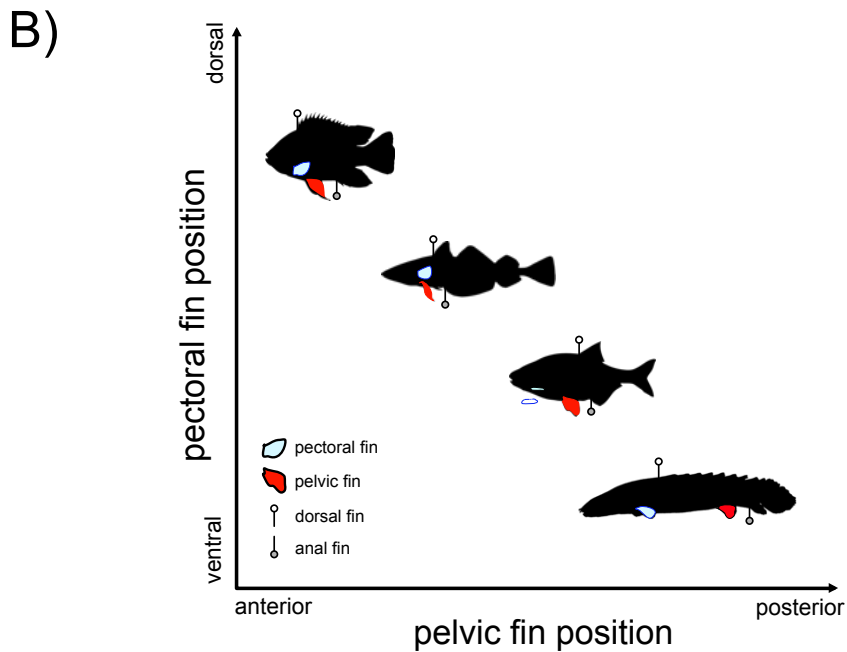 B)
dorsal
pectoral fin position
ventral
pectoral fin
pelvic fin
dorsal fin
anal fin
anterior
posterior
pelvic fin position